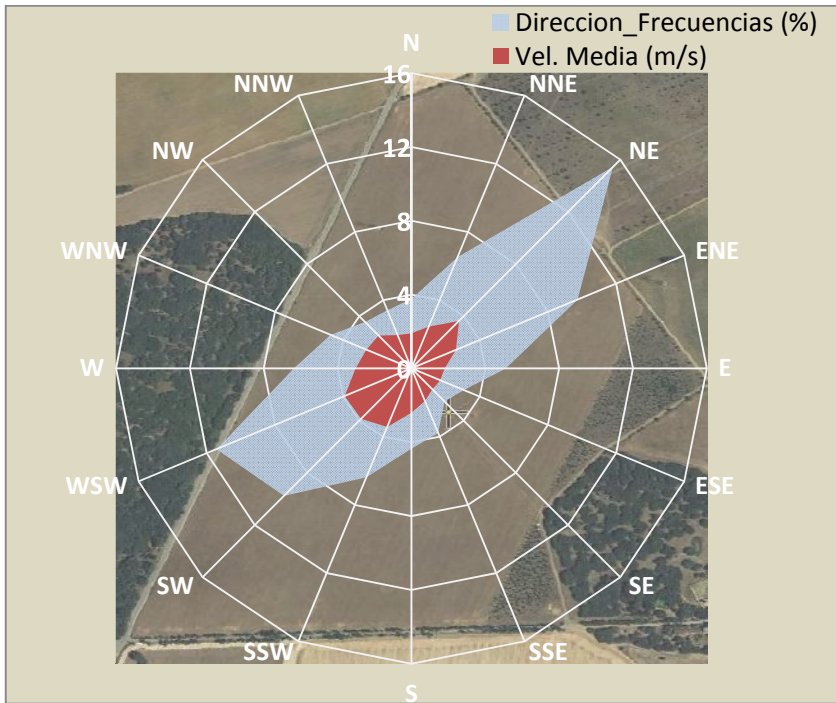 Direccion_Frecuencias (%)
Vel. Media (m/s)
N
NNE
NE
ENE
E
ESE
SE
SSE
S
SSW
SW
WSW
W
WNW
NW
NNW
16
12
8
4
0